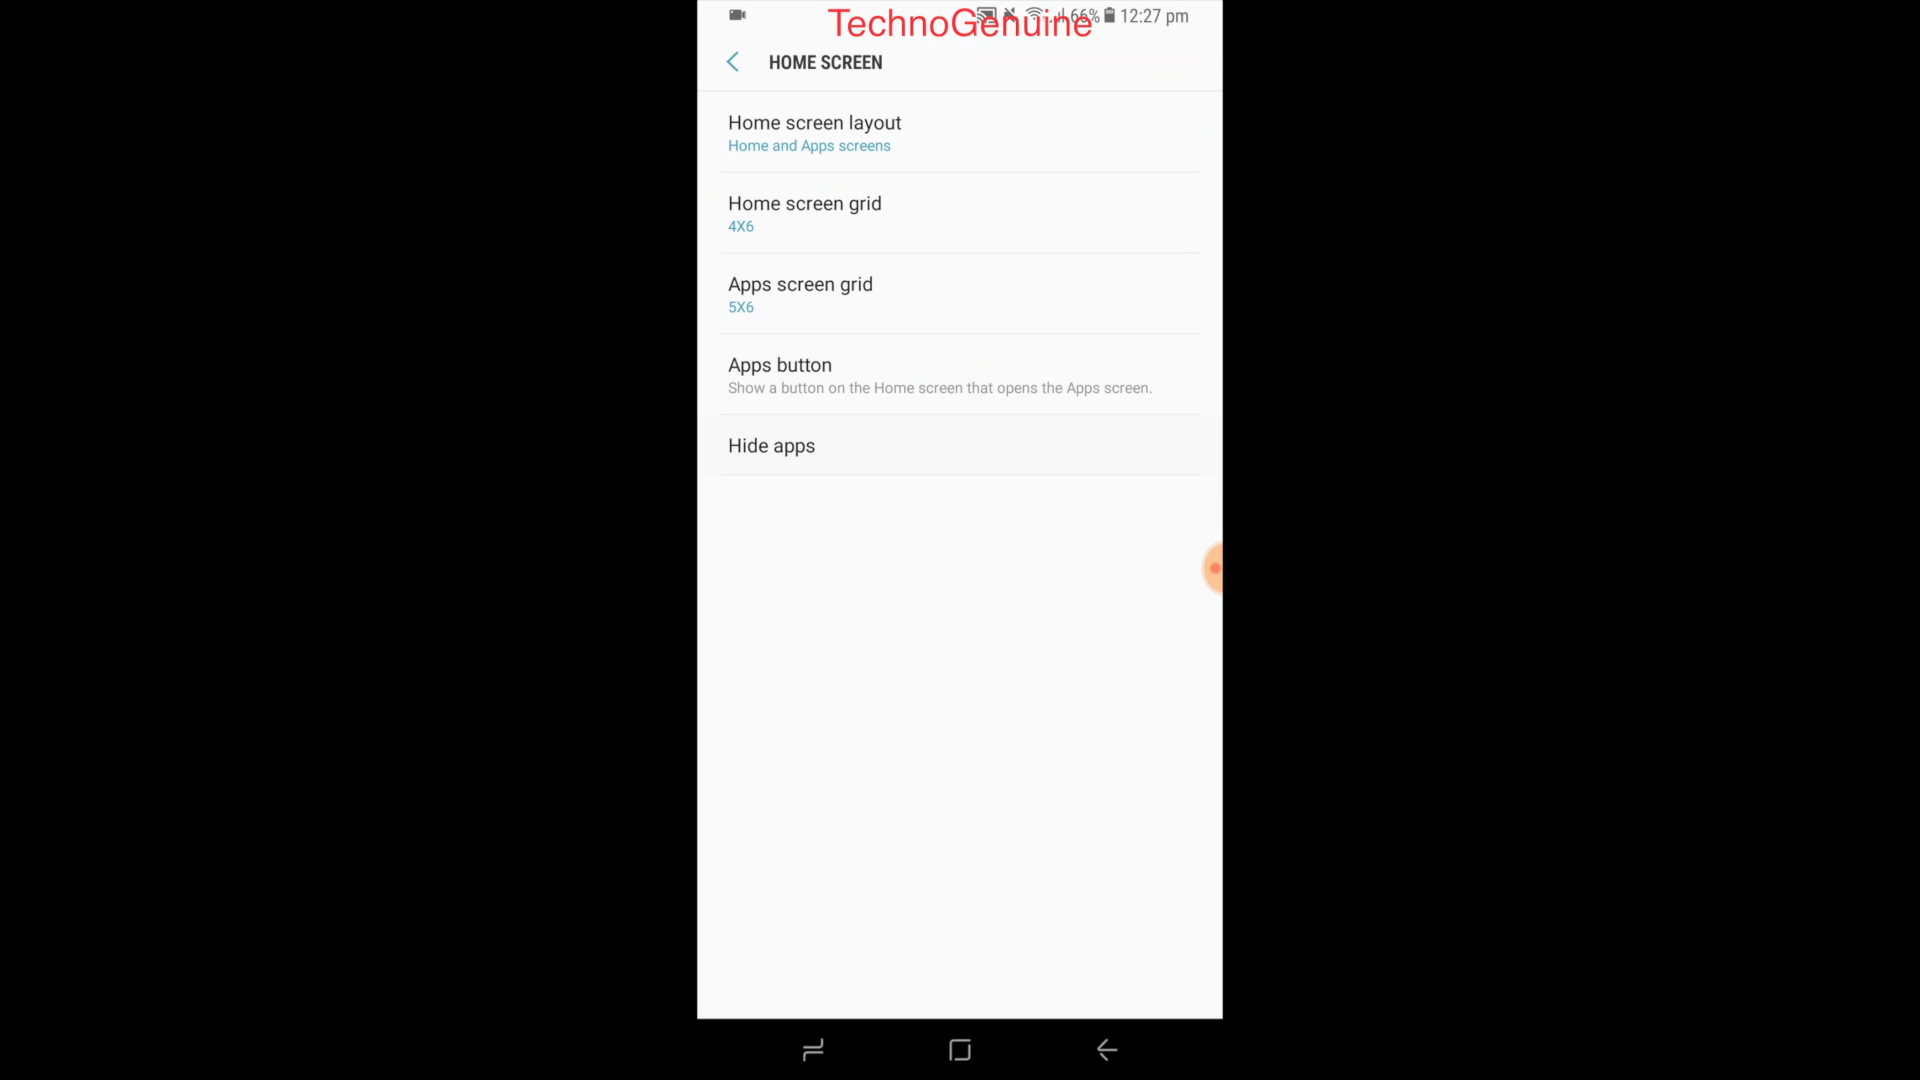 TechnoGenuine
66% 12:27 pm
HOME SCREEN
Home screen layout
Home and Apps screens
Home screen grid
4X6
Apps screen grid
5X6
Apps button
Show a button on the Home screen that opens the Apps screen.
Hide apps